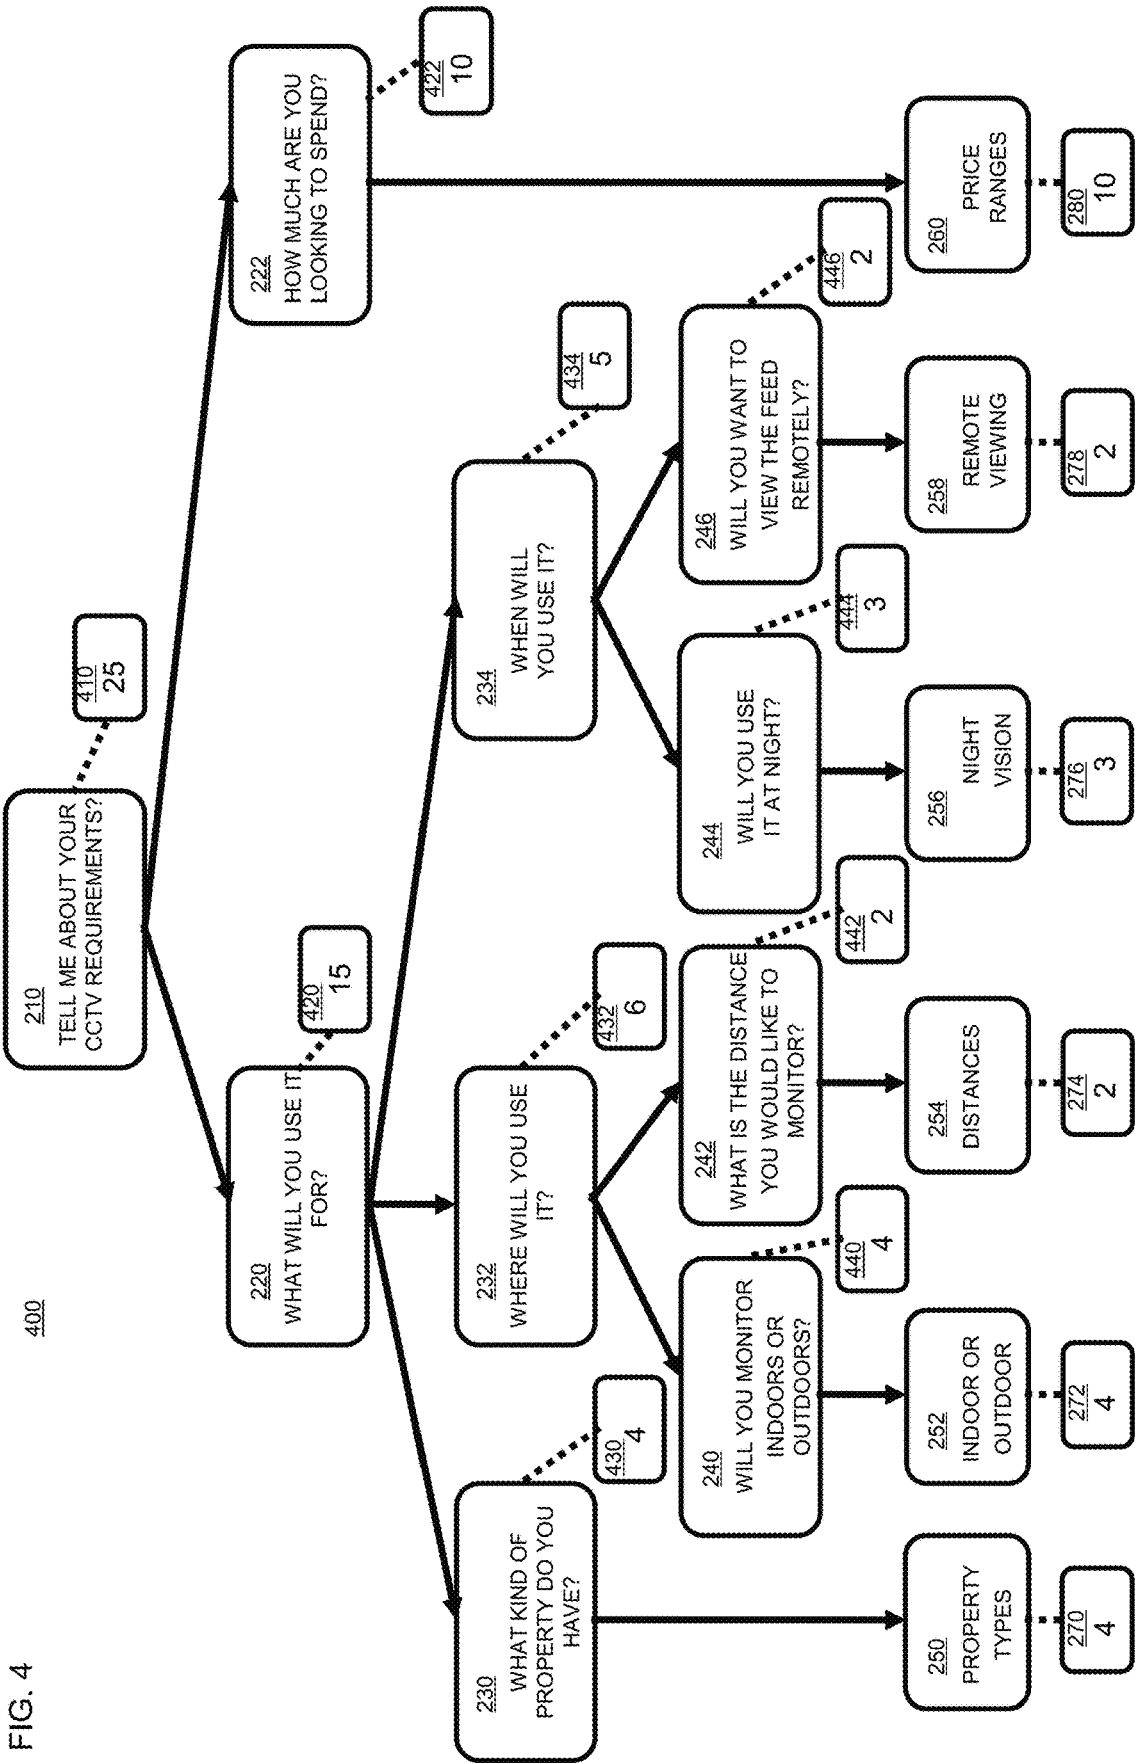 FIG. 4
400
210
TELL ME ABOUT YOUR
CCTV REQUIREMENTS?
410
25
220
WHAT WILL YOU USE IT
FOR?
420
15
222
HOW MUCH ARE YOU
LOOKING TO SPEND?
422
10
230
WHAT KIND OF
PROPERTY DO YOU
HAVE?
430
4
232
WHERE WILL YOU USE
IT?
432
6
234
WHEN WILL
YOU USE IT?
434
5
240
WILL YOU MONITOR
INDOORS OR
OUTDOORS?
440
4
242
WHAT IS THE DISTANCE
YOU WOULD LIKE TO
MONITOR?
442
2
244
WILL YOU USE
IT AT NIGHT?
444
3
246
WILL YOU WANT TO
VIEW THE FEED
REMOTELY?
446
2
250
PROPERTY
TYPES
252
INDOOR OR
OUTDOOR
254
DISTANCES
256
NIGHT
VISION
258
REMOTE
VIEWING
260
PRICE
RANGES
270
4
272
4
274
2
276
3
278
2
280
10